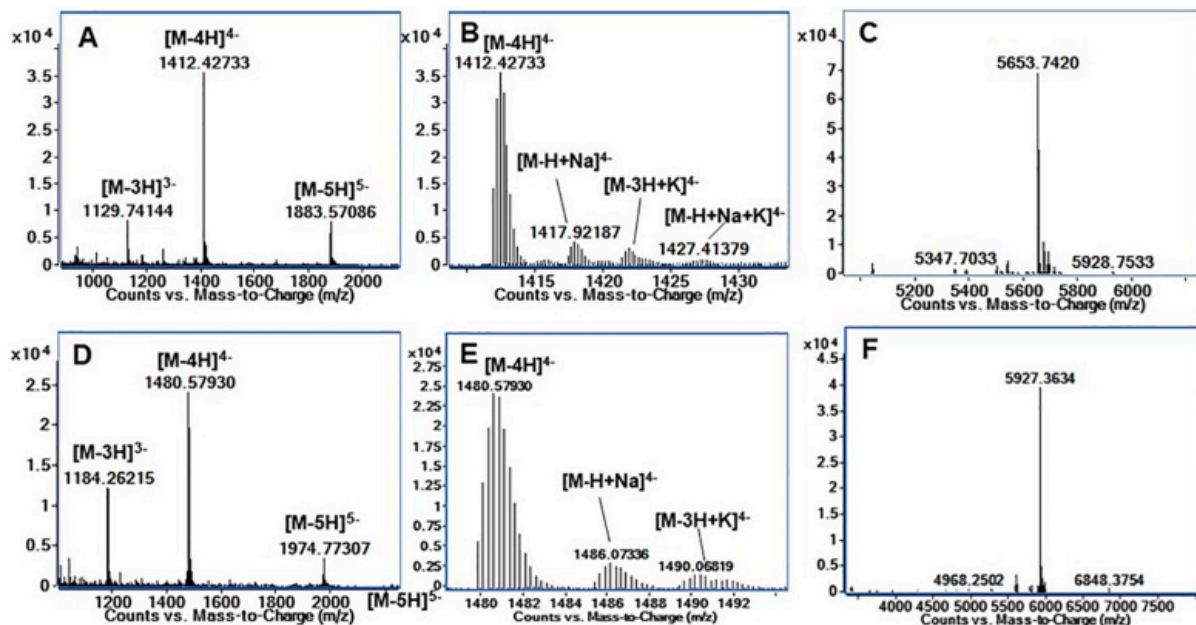 A
x10⁴
[M-4H]⁴⁻
1412.42733
3.5
3
2.5
2
1.5
1
0.5
0
[M-3H]³⁻
1129.74144
[M-5H]⁵⁻
1883.57086
1000 1200 1400 1600 1800 2000
Counts vs. Mass-to-Charge (m/z)
B
x10⁴
[M-4H]⁴⁻
1412.42733
3.5
3
2.5
2
1.5
1
0.5
0
[M-H+Na]⁴⁻
1417.92187
[M-3H+K]⁴⁻
[M-H+Na+K]⁴⁻
1427.41379
1415 1420 1425 1430
Counts vs. Mass-to-Charge (m/z)
C
x10⁴
5653.7420
7
6
5
4
3
2
1
0
5347.7033
5928.7533
5200 5400 5600 5800 6000
Counts vs. Mass-to-Charge (m/z)
D
x10⁴
[M-4H]⁴⁻
1480.57930
2.5
2
1.5
1
0.5
0
[M-3H]³⁻
1184.26215
[M-5H]⁵⁻
1974.77307
1200 1400 1600 1800 2000
[M-5H]⁵⁻
Counts vs. Mass-to-Charge (m/z)
E
x10⁴
[M-4H]⁴⁻
1480.57930
2.75
2.5
2.25
2
1.75
1.5
1.25
1
0.75
0.5
0.25
0
[M-H+Na]⁴⁻
1486.07336
[M-3H+K]⁴⁻
1490.06819
1480 1482 1484 1486 1488 1490 1492
Counts vs. Mass-to-Charge (m/z)
F
x10⁴
5927.3634
4.5
4
3.5
3
2.5
2
1.5
1
0.5
0
4968.2502
6848.3754
4000 4500 5000 5500 6000 6500 7000 7500
Counts vs. Mass-to-Charge (m/z)